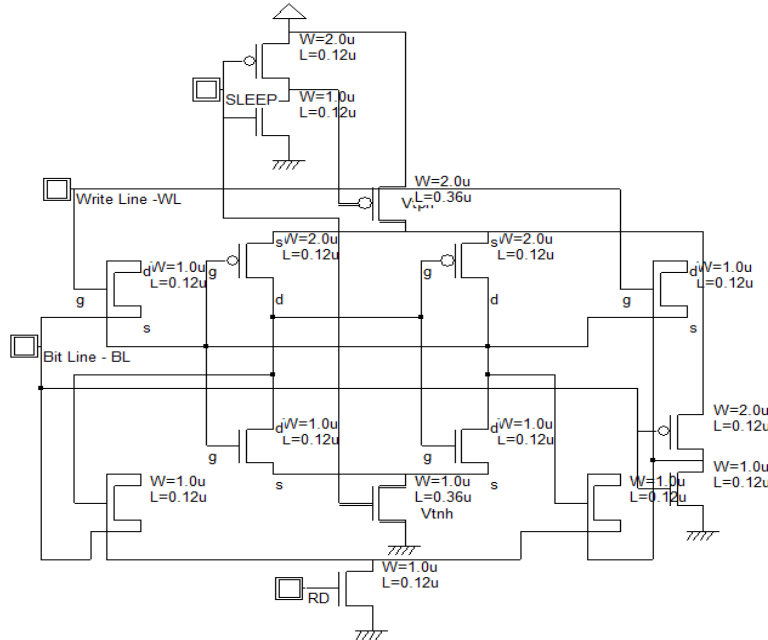 W=2.0u
L=0.12u
SLEEP
W=1.0u
L=0.12u
Write Line -WL
W=2.0u
L=0.36u
Vtph
W=1.0u
L=0.12u
d
g
s
s
W=2.0u
L=0.12u
g
d
s
W=2.0u
L=0.12u
g
d
d
W=1.0u
L=0.12u
g
s
Bit Line - BL
d
W=1.0u
L=0.12u
g
s
d
W=1.0u
L=0.12u
g
s
W=2.0u
L=0.12u
W=1.0u
L=0.12u
W=1.0u
L=0.12u
W=1.0u
L=0.36u
Vtnh
W=1.0u
L=0.12u
W=1.0u
L=0.12u
RD